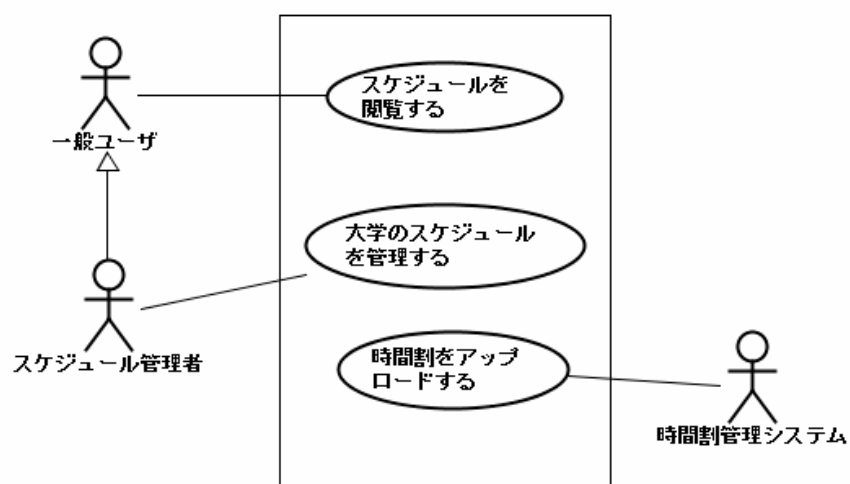 スケジュールを
閲覧する
一般ユーザ
大学のスケジュール
を管理する
スケジュール管理者
時間割をアップ
ロードする
時間割管理システム